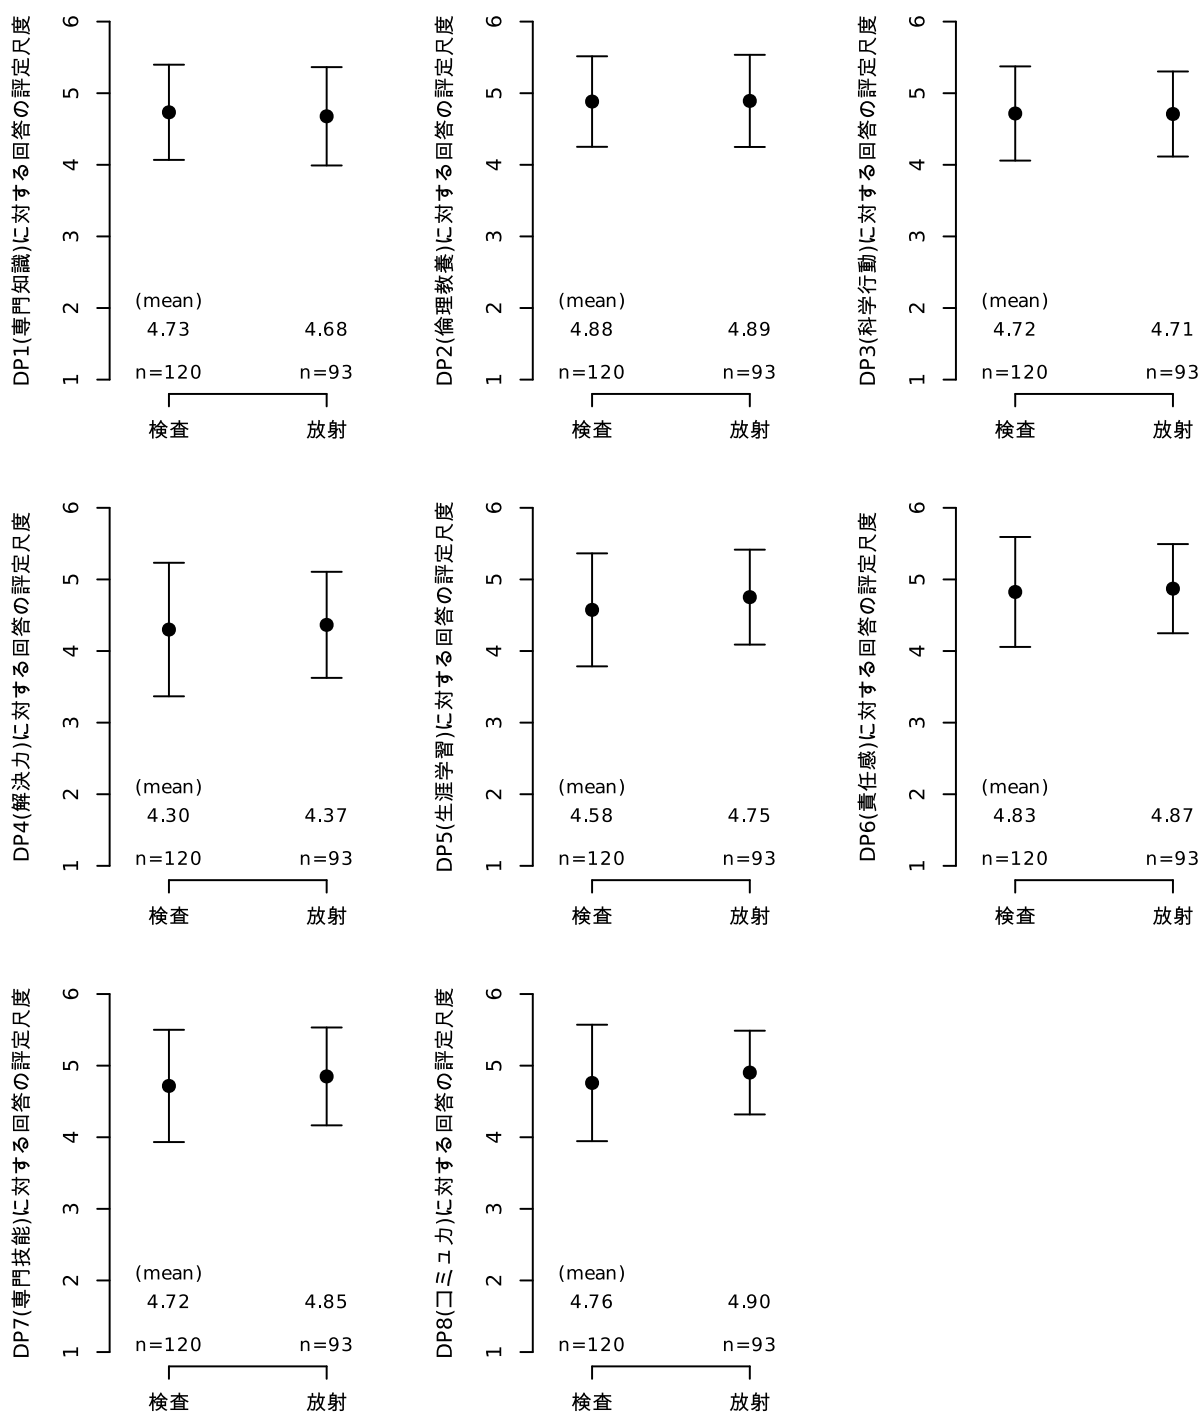 DP1(専門知識)に対する回答の評定尺度
6
5
4
3
2
1
(mean)
4.73
4.68
n=120
n=93
検査
放射
DP2(倫理教養)に対する回答の評定尺度
6
5
4
3
2
1
(mean)
4.88
4.89
n=120
n=93
検査
放射
DP3(科学行動)に対する回答の評定尺度
6
5
4
3
2
1
(mean)
4.72
4.71
n=120
n=93
検査
放射
DP4(解決力)に対する回答の評定尺度
6
5
4
3
2
1
(mean)
4.30
4.37
n=120
n=93
検査
放射
DP5(生涯学習)に対する回答の評定尺度
6
5
4
3
2
1
(mean)
4.58
4.75
n=120
n=93
検査
放射
DP6(責任感)に対する回答の評定尺度
6
5
4
3
2
1
(mean)
4.83
4.87
n=120
n=93
検査
放射
DP7(専門技能)に対する回答の評定尺度
6
5
4
3
2
1
(mean)
4.72
4.85
n=120
n=93
検査
放射
DP8(コミュ力)に対する回答の評定尺度
6
5
4
3
2
1
(mean)
4.76
4.90
n=120
n=93
検査
放射